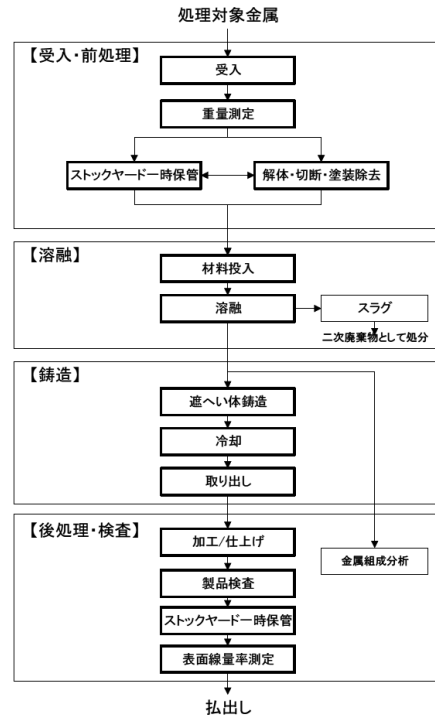 処理対象金属
【受入・前処理】
受入
重量測定
ストックヤード一時保管
解体・切断・塗装除去
【溶融】
材料投入
溶融
スラグ
二次廃棄物として処分
【鋳造】
遮へい体鋳造
冷却
取り出し
【後処理・検査】
加工/仕上げ
金属組成分析
製品検査
ストックヤード一時保管
表面線量率測定
払出し